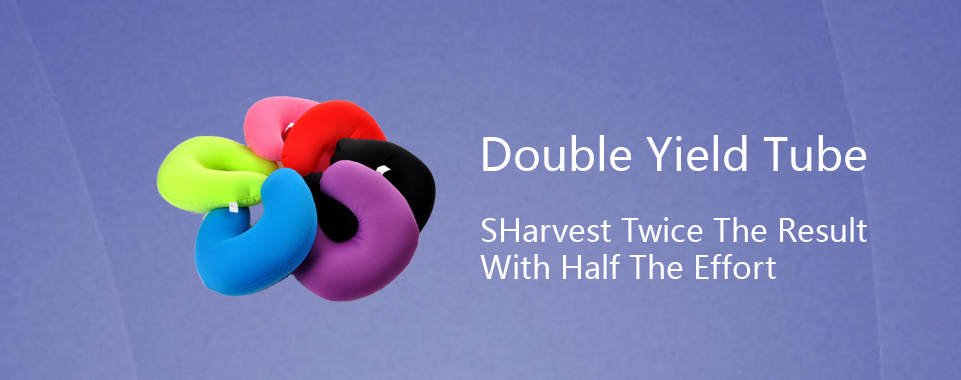 Double Yield Tube
SHarvest Twice The Result
With Half The Effort